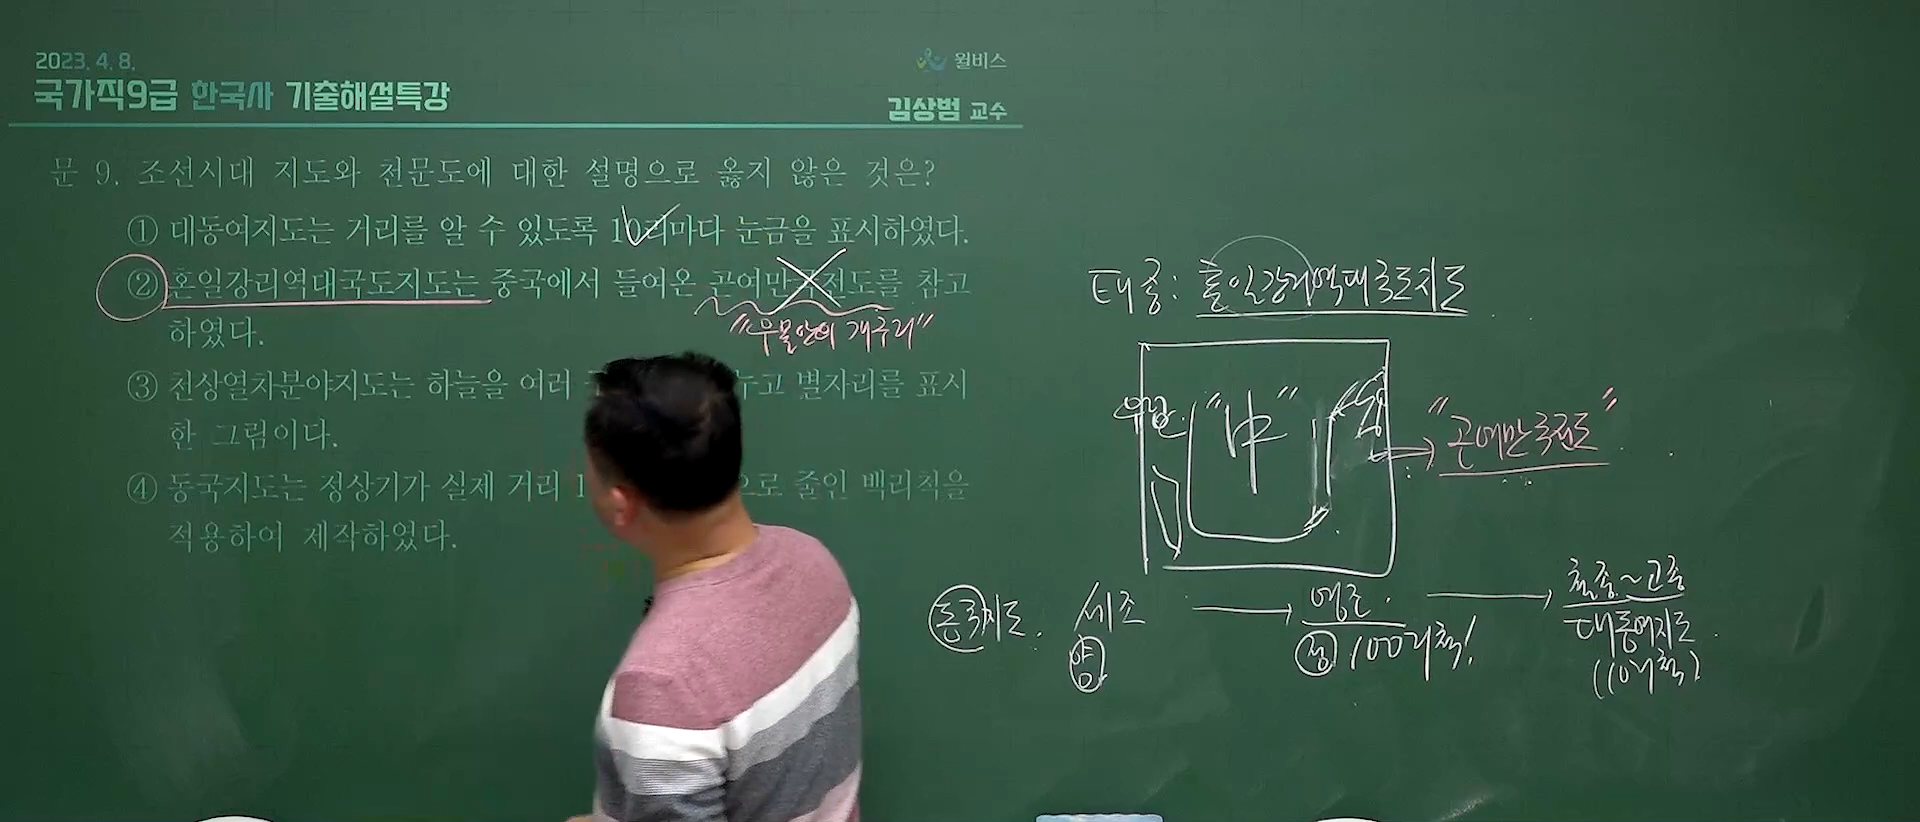 2023. 4. 8.
국가직9급 한국사 기출해설특강
윌비스
김상범 교수
문 9. 조선시대 지도와 천문도에 대한 설명으로 옳지 않은 것은?
① 대동여지도는 거리를 알 수 있도록 10리마다 눈금을 표시하였다.
② 혼일강리역대국도지도는 중국에서 들여온 곤여만국전도를 참고
하였다.
"우물안의 개구리"
③ 천상열차분야지도는 하늘을 여러 누고 별자리를 표시
한 그림이다.
④ 동국지도는 정상기가 실제 거리 1 으로 줄인 백리척을
적용하여 제작하였다.
태종: 혼일강리역대국도지도
"中"
"곤여만국전도"
동국지도. 세조 → 영조. → 철종~고종
양 정 100리척! 대동여지도
(10리척)